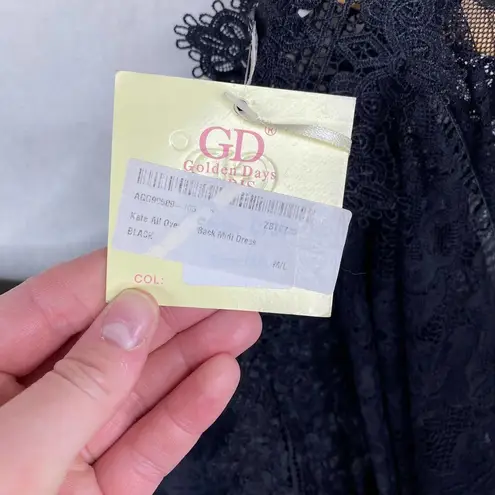 GD®
Golden Days
Kate All Over Back Midi Dress
BLACK
M/L
COL: